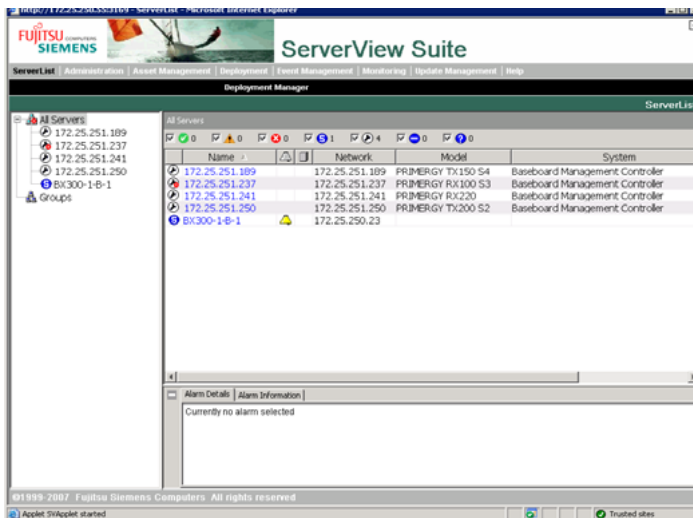 http://172.25.250.55:3169 - ServerList - Microsoft Internet Explorer
FUJITSU COMPUTERS
SIEMENS
ServerView Suite
ServerList | Administration | Asset Management | Deployment | Event Management | Monitoring | Update Management | Help
Deployment Manager
ServerLis
All Servers
172.25.251.189
172.25.251.237
172.25.251.241
172.25.251.250
BX300-1-B-1
Groups
All Servers
0 0 0 1 4 0 0
Name Network Model System
172.25.251.189 172.25.251.189 PRIMERGY TX150 S4 Baseboard Management Controller
172.25.251.237 172.25.251.237 PRIMERGY RX100 S3 Baseboard Management Controller
172.25.251.241 172.25.251.241 PRIMERGY RX220 Baseboard Management Controller
172.25.251.250 172.25.251.250 PRIMERGY TX200 S2 Baseboard Management Controller
BX300-1-B-1 172.25.250.23
Alarm Details | Alarm Information |
Currently no alarm selected
©1999-2007 Fujitsu Siemens Computers All rights reserved
Applet SVApplet started Trusted sites